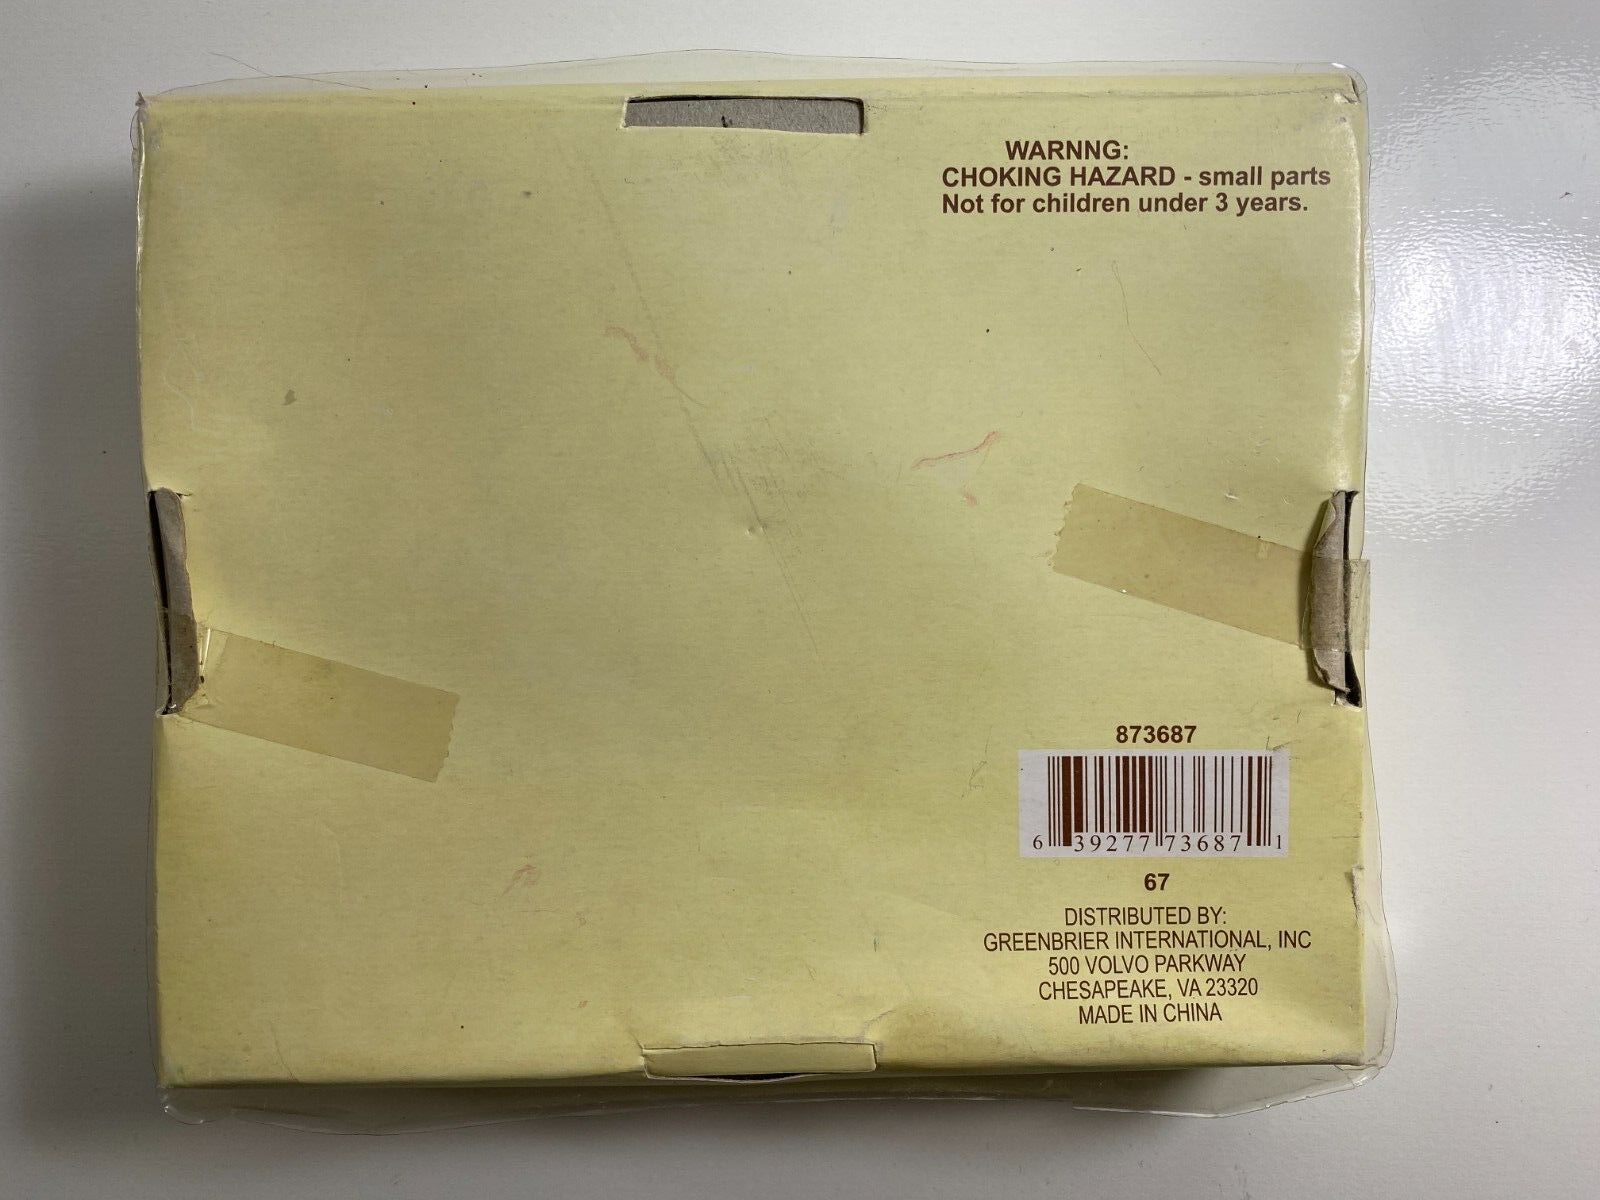 WARNNG:
CHOKING HAZARD - small parts
Not for children under 3 years.
873687
6 39277 73687 1
67
DISTRIBUTED BY:
GREENBRIER INTERNATIONAL, INC
500 VOLVO PARKWAY
CHESAPEAKE, VA 23320
MADE IN CHINA